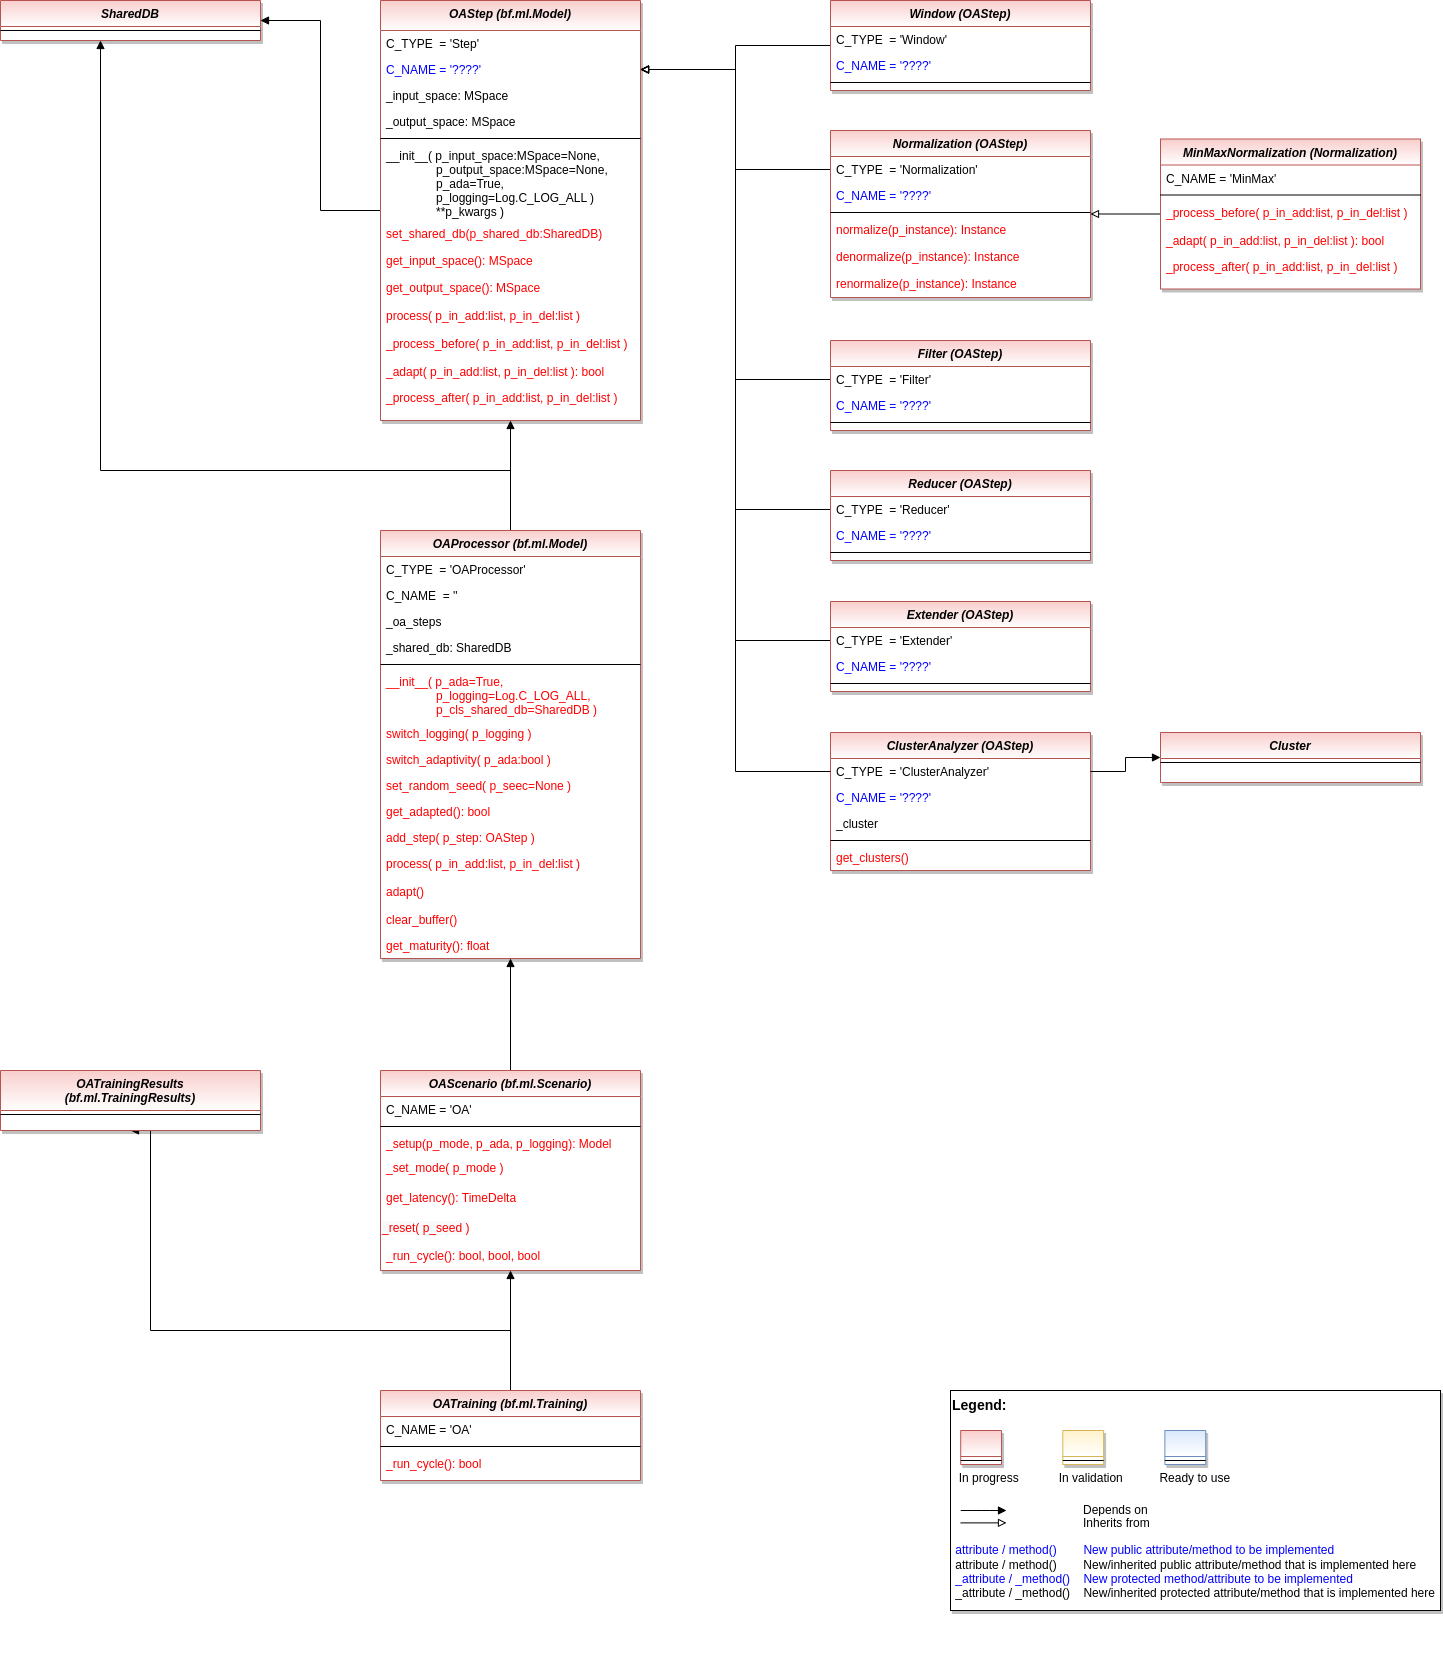 SharedDB
OAStep (bf.ml.Model)
C_TYPE  = 'Step'
C_NAME = '????'
_input_space: MSpace
_output_space: MSpace
__init__( p_input_space:MSpace=None,
p_output_space:MSpace=None,
p_ada=True,
p_logging=Log.C_LOG_ALL )
**p_kwargs )
set_shared_db(p_shared_db:SharedDB)
get_input_space(): MSpace
get_output_space(): MSpace
process( p_in_add:list, p_in_del:list )
_process_before( p_in_add:list, p_in_del:list )
_adapt( p_in_add:list, p_in_del:list ): bool
_process_after( p_in_add:list, p_in_del:list )
Window (OAStep)
C_TYPE  = 'Window'
C_NAME = '????'
Normalization (OAStep)
C_TYPE  = 'Normalization'
C_NAME = '????'
normalize(p_instance): Instance
denormalize(p_instance): Instance
renormalize(p_instance): Instance
MinMaxNormalization (Normalization)
C_NAME = 'MinMax'
_process_before( p_in_add:list, p_in_del:list )
_adapt( p_in_add:list, p_in_del:list ): bool
_process_after( p_in_add:list, p_in_del:list )
Filter (OAStep)
C_TYPE  = 'Filter'
C_NAME = '????'
Reducer (OAStep)
C_TYPE  = 'Reducer'
C_NAME = '????'
OAProcessor (bf.ml.Model)
C_TYPE  = 'OAProcessor'
C_NAME  = ''
_oa_steps
_shared_db: SharedDB
__init__( p_ada=True,
p_logging=Log.C_LOG_ALL,
p_cls_shared_db=SharedDB )
switch_logging( p_logging )
switch_adaptivity( p_ada:bool )
set_random_seed( p_seec=None )
get_adapted(): bool
add_step( p_step: OAStep )
process( p_in_add:list, p_in_del:list )
adapt()
clear_buffer()
get_maturity(): float
Extender (OAStep)
C_TYPE  = 'Extender'
C_NAME = '????'
ClusterAnalyzer (OAStep)
C_TYPE  = 'ClusterAnalyzer'
C_NAME = '????'
_cluster
get_clusters()
Cluster
OATrainingResults
(bf.ml.TrainingResults)
OAScenario (bf.ml.Scenario)
C_NAME = 'OA'
_setup(p_mode, p_ada, p_logging): Model
_set_mode( p_mode )
get_latency(): TimeDelta
_reset( p_seed )
_run_cycle(): bool, bool, bool
OATraining (bf.ml.Training)
C_NAME = 'OA'
_run_cycle(): bool
Legend:
In progress
In validation
Ready to use
Depends on
Inherits from
attribute / method() New public attribute/method to be implemented
attribute / method() New/inherited public attribute/method that is implemented here
_attribute / _method() New protected method/attribute to be implemented
_attribute / _method() New/inherited protected attribute/method that is implemented here